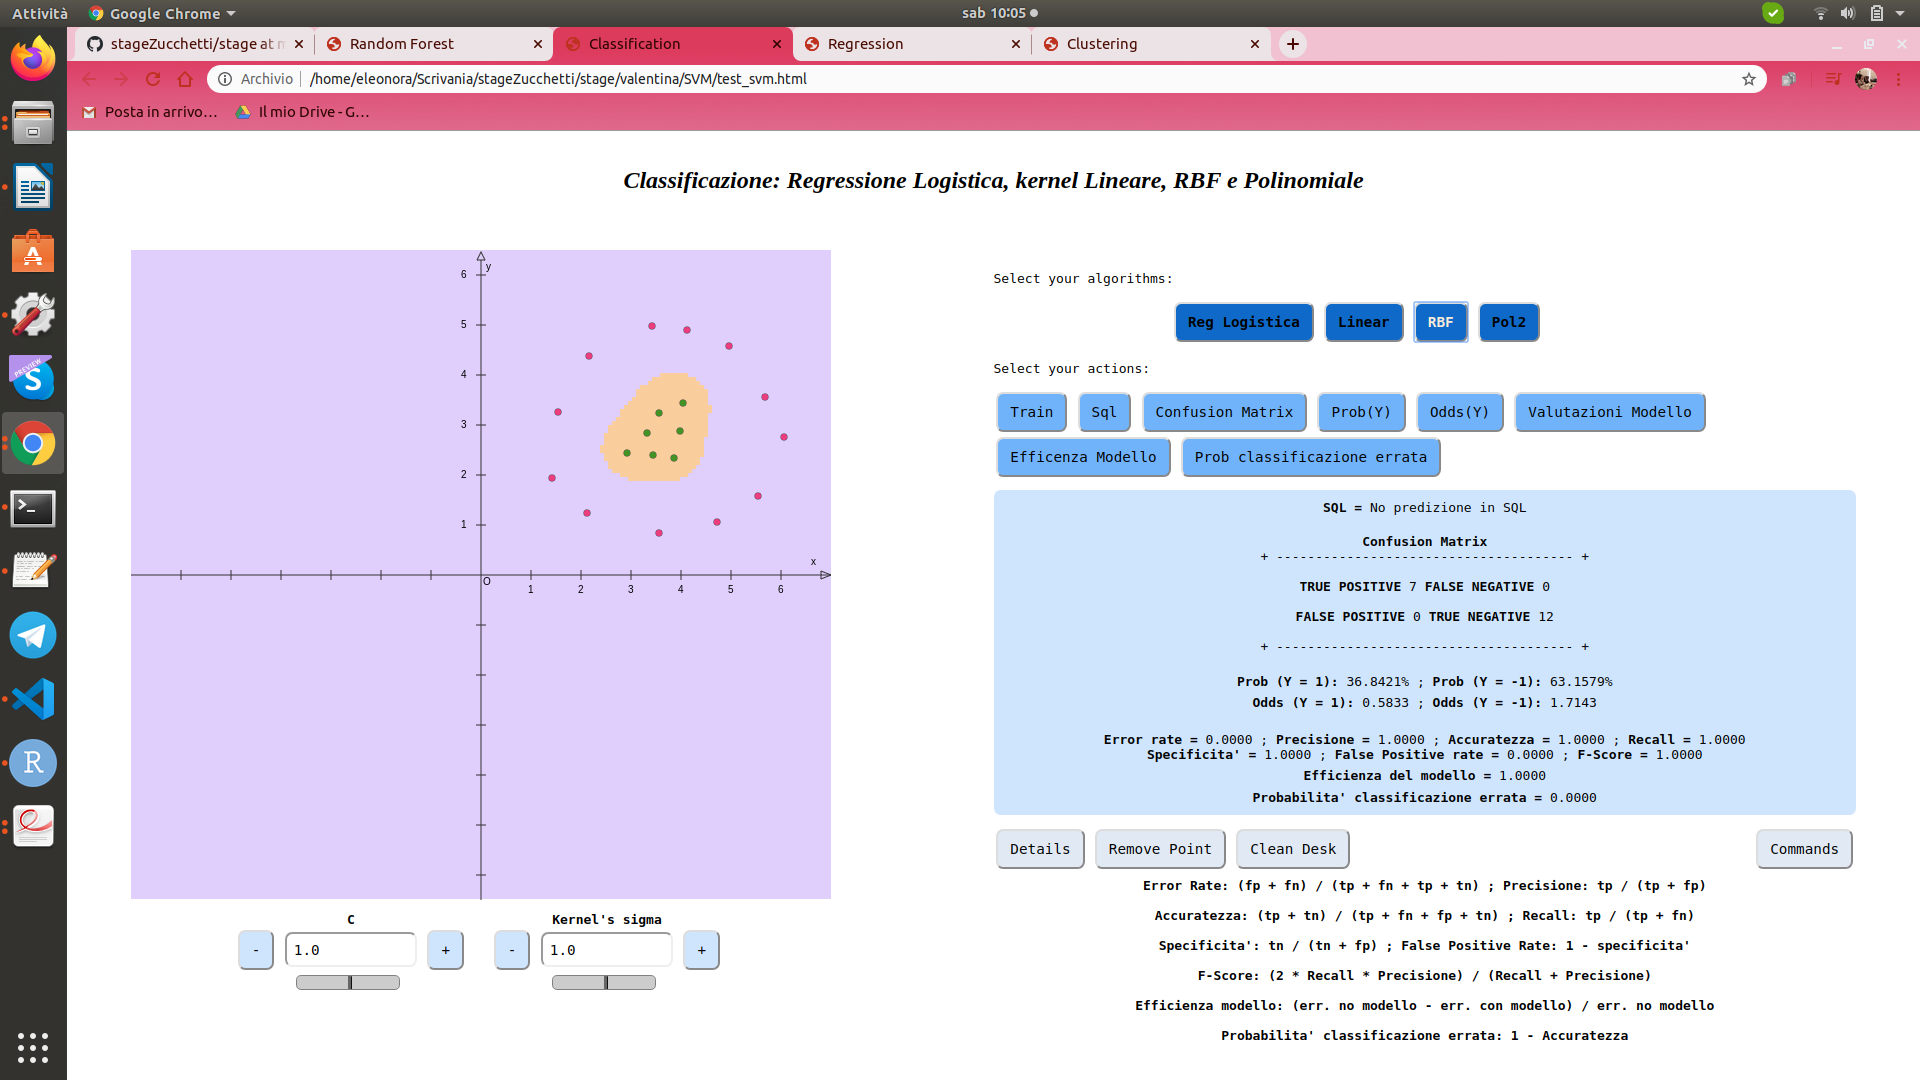 Attività
Google Chrome
sab 10:05
stageZucchetti/stage at m
Random Forest
Classification
Regression
Clustering
Archivio
/home/eleonora/Scrivania/stageZucchetti/stage/valentina/SVM/test_svm.html
Posta in arrivo…
Il mio Drive - G…
Classificazione: Regressione Logistica, kernel Lineare, RBF e Polinomiale
y
6
5
4
3
2
1
x
O
1 2 3 4 5 6
C
Kernel's sigma
- 1.0 +
- 1.0 +
Select your algorithms:
Reg Logistica
Linear
RBF
Pol2
Select your actions:
Train
Sql
Confusion Matrix
Prob(Y)
Odds(Y)
Valutazioni Modello
Efficenza Modello
Prob classificazione errata
SQL = No predizione in SQL
Confusion Matrix
+ -------------------------------------- +
TRUE POSITIVE 7 FALSE NEGATIVE 0
FALSE POSITIVE 0 TRUE NEGATIVE 12
+ -------------------------------------- +
Prob (Y = 1): 36.8421% ; Prob (Y = -1): 63.1579%
Odds (Y = 1): 0.5833 ; Odds (Y = -1): 1.7143
Error rate = 0.0000 ; Precisione = 1.0000 ; Accuratezza = 1.0000 ; Recall = 1.0000
Specificita' = 1.0000 ; False Positive rate = 0.0000 ; F-Score = 1.0000
Efficienza del modello = 1.0000
Probabilita' classificazione errata = 0.0000
Details
Remove Point
Clean Desk
Commands
Error Rate: (fp + fn) / (tp + fn + tp + tn) ; Precisione: tp / (tp + fp)
Accuratezza: (tp + tn) / (tp + fn + fp + tn) ; Recall: tp / (tp + fn)
Specificita': tn / (tn + fp) ; False Positive Rate: 1 - specificita'
F-Score: (2 * Recall * Precisione) / (Recall + Precisione)
Efficienza modello: (err. no modello - err. con modello) / err. no modello
Probabilita' classificazione errata: 1 - Accuratezza
PREVIEW
S
R